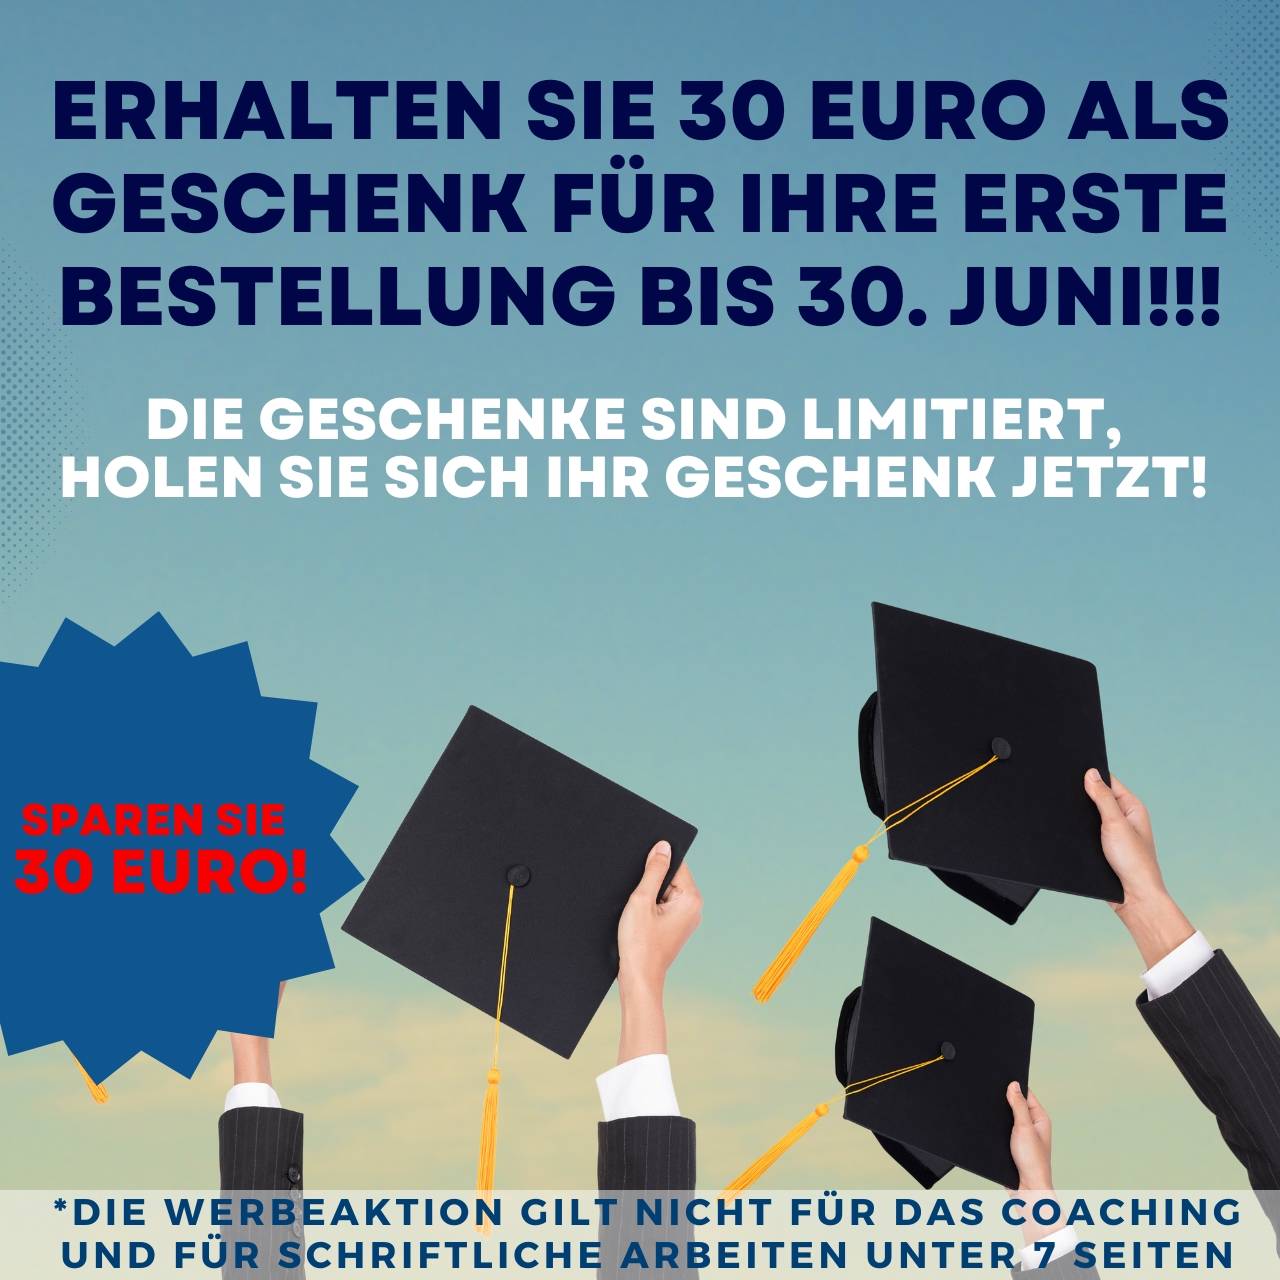 ERHALTEN SIE 30 EURO ALS
GESCHENK FÜR IHRE ERSTE
BESTELLUNG BIS 30. JUNI!!!
DIE GESCHENKE SIND LIMITIERT,
HOLEN SIE SICH IHR GESCHENK JETZT!
SPAREN SIE
30 EURO!
*DIE WERBEAKTION GILT NICHT FÜR DAS COACHING
UND FÜR SCHRIFTLICHE ARBEITEN UNTER 7 SEITEN